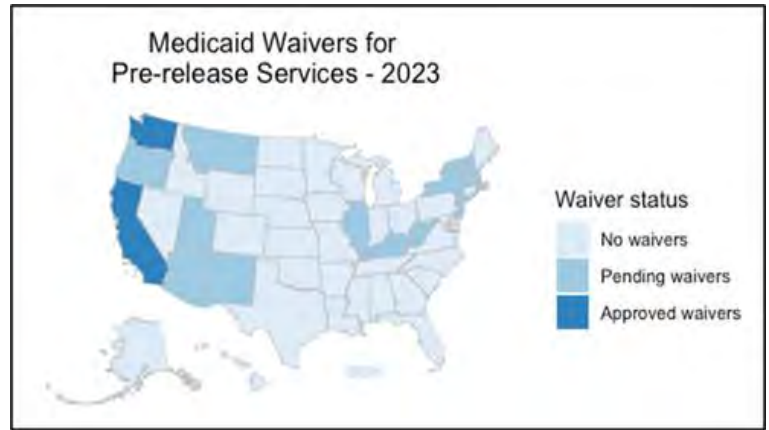 Medicaid Waivers for
Pre-release Services - 2023
Waiver status
No waivers
Pending waivers
Approved waivers